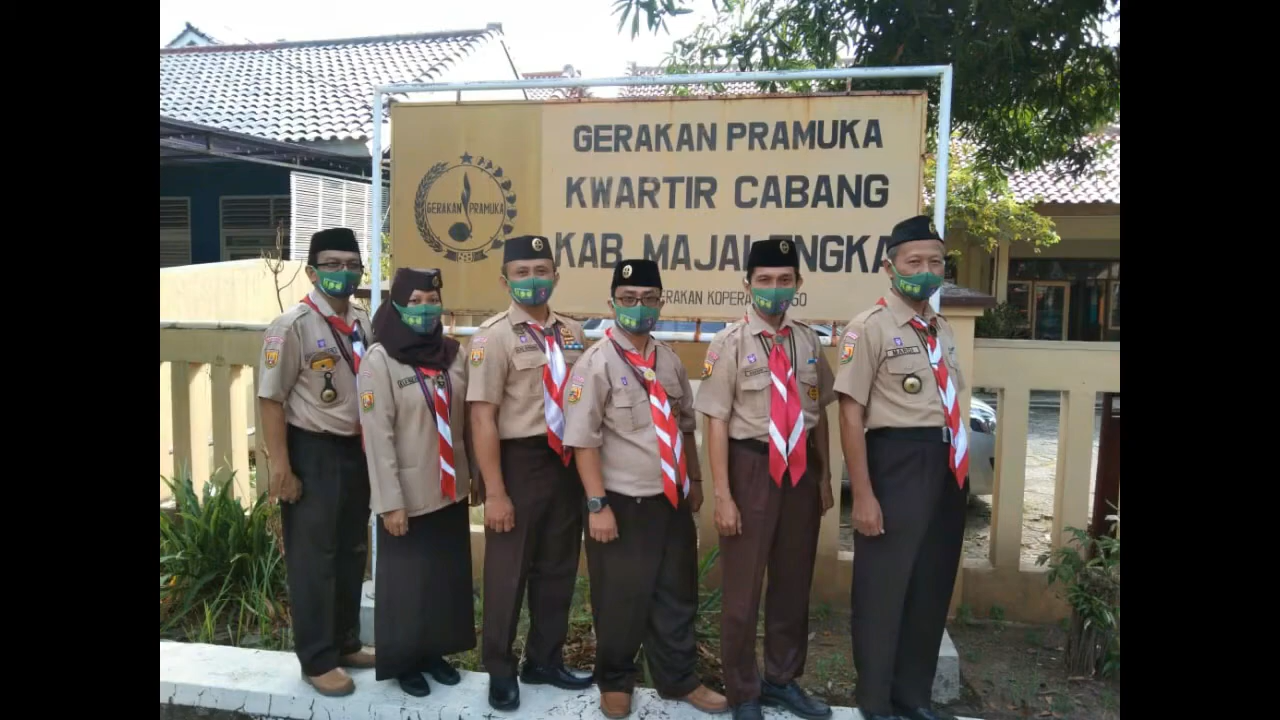 GERAKAN PRAMUKA
KWARTIR CABANG
KAB. MAJALENGKA
GERAKAN PRAMUKA